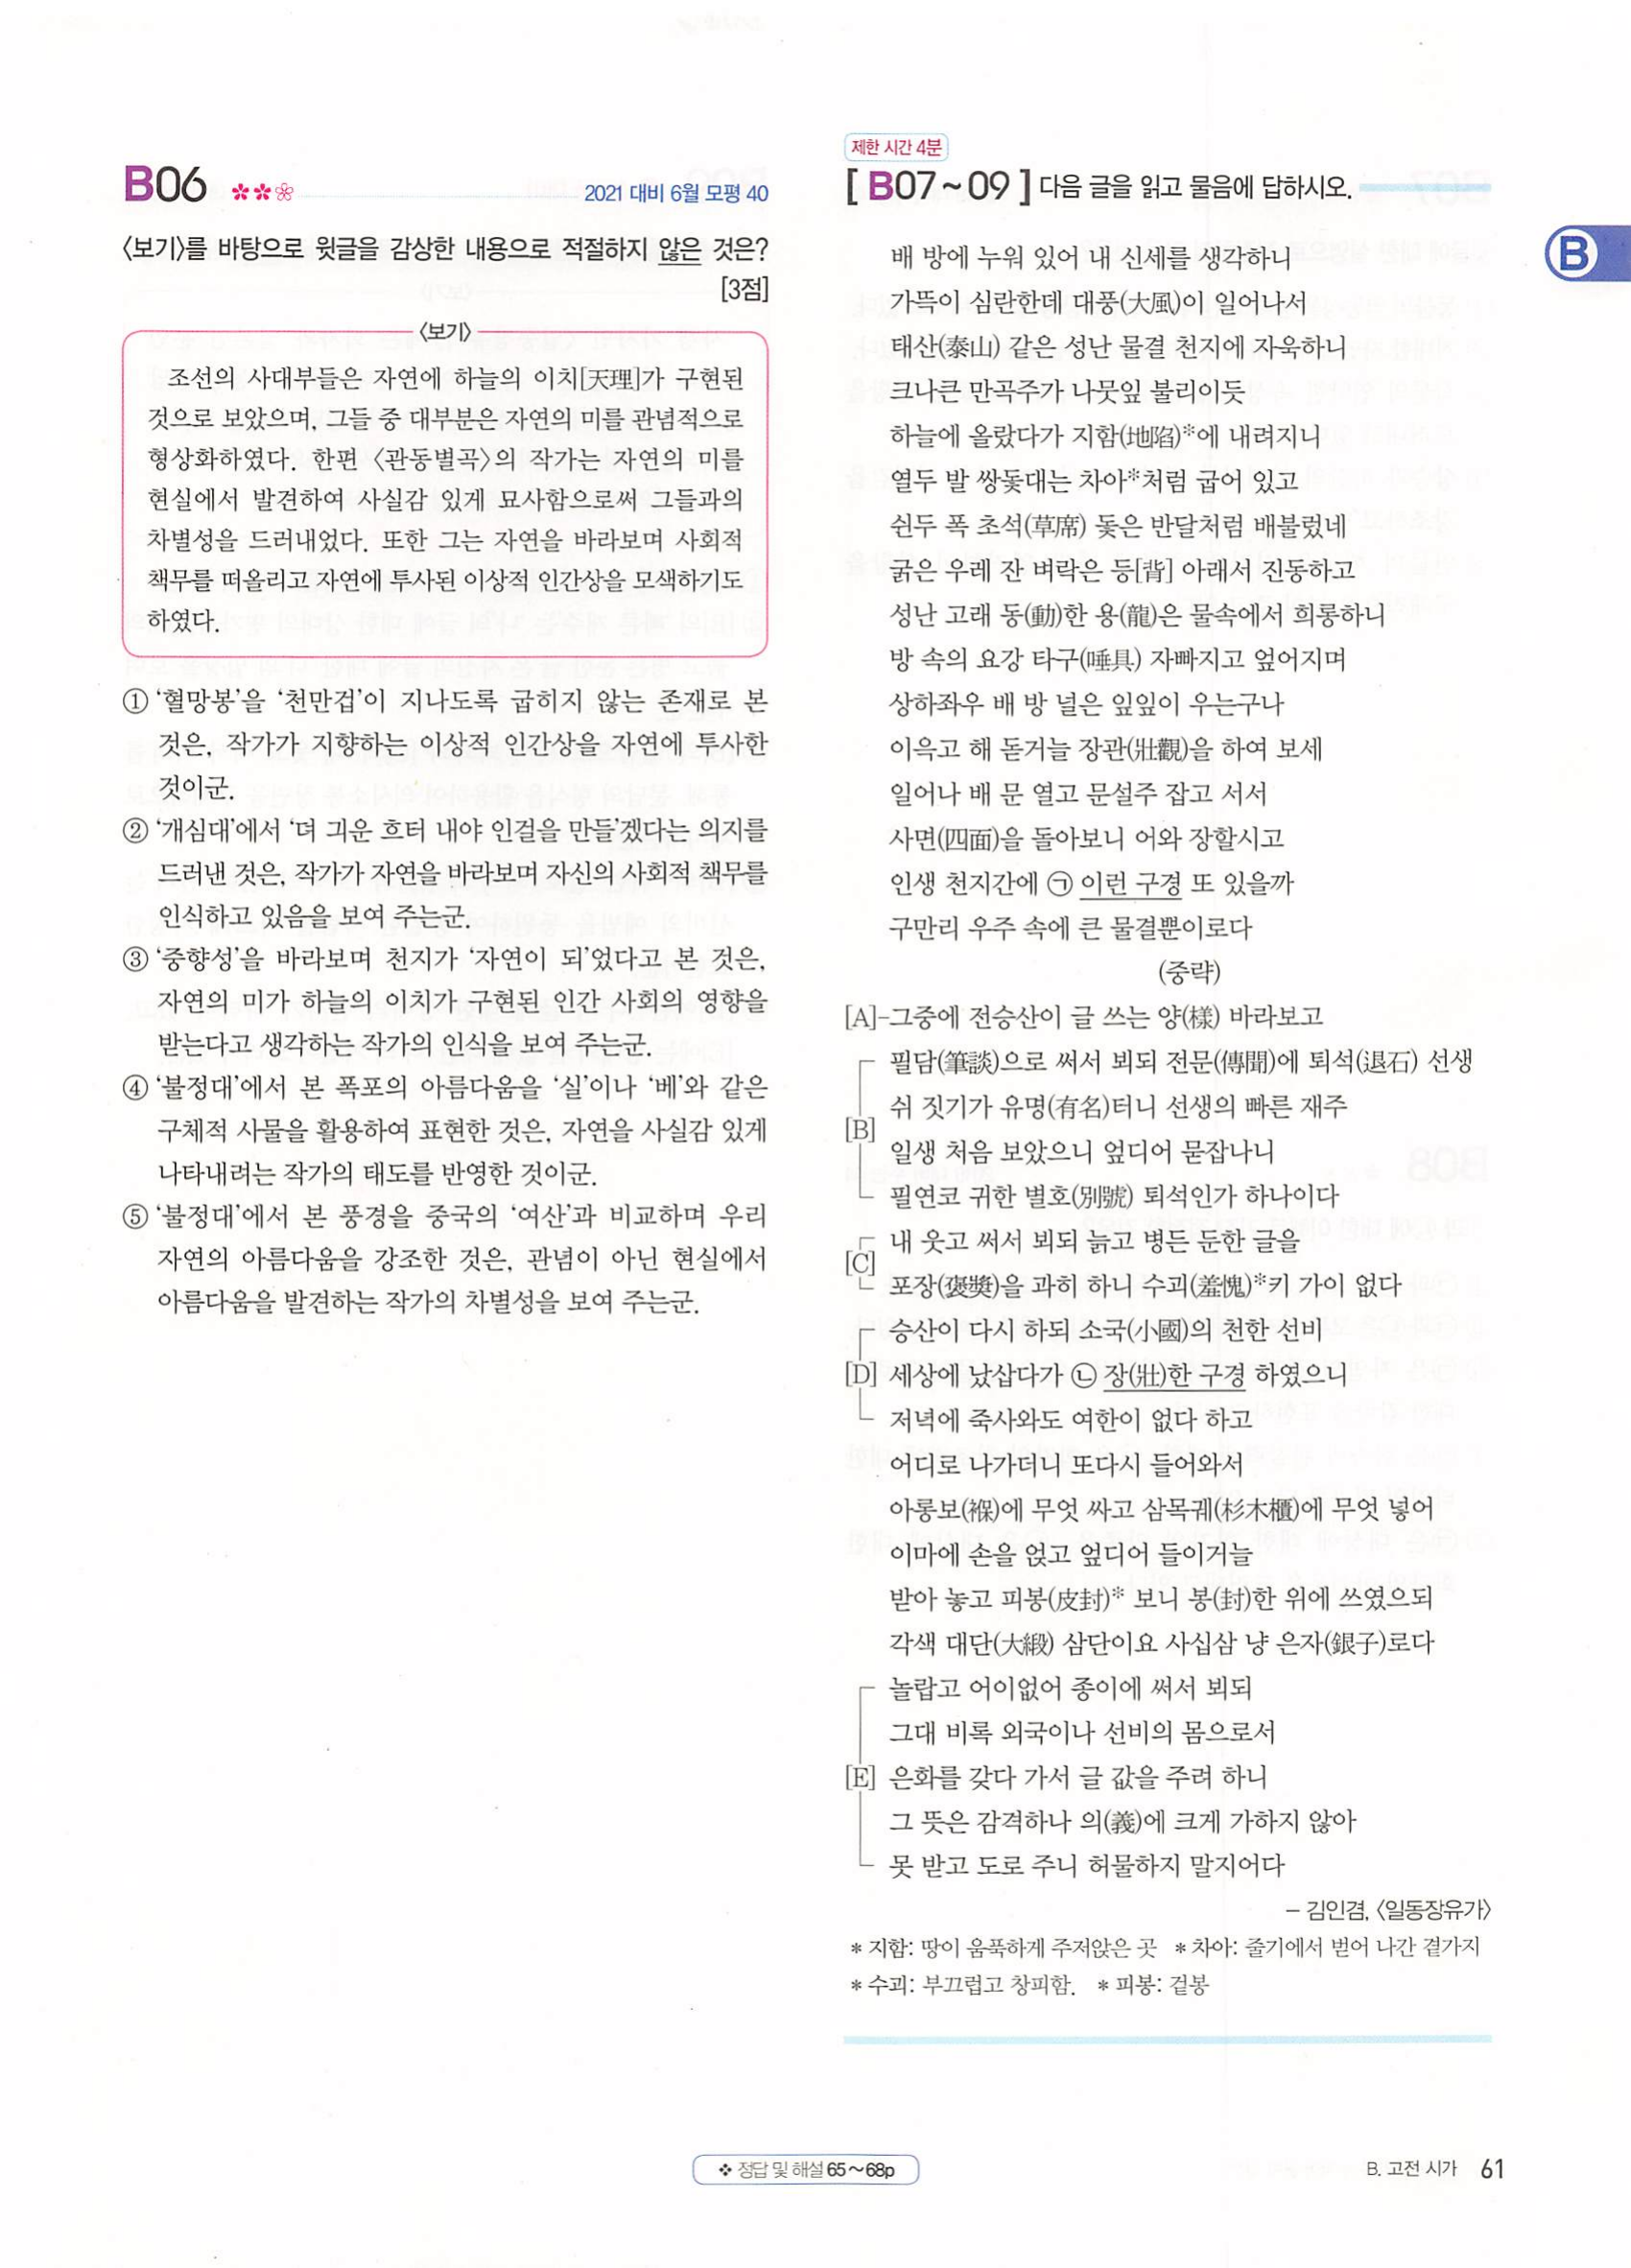 B06
2021 대비 6월 모평 40
〈보기〉를 바탕으로 윗글을 감상한 내용으로 적절하지 않은 것은?
[3점]
〈보기〉
조선의 사대부들은 자연에 하늘의 이치[天理]가 구현된
것으로 보았으며, 그들 중 대부분은 자연의 미를 관념적으로
형상화하였다. 한편 〈관동별곡〉의 작가는 자연의 미를
현실에서 발견하여 사실감 있게 묘사함으로써 그들과의
차별성을 드러내었다. 또한 그는 자연을 바라보며 사회적
책무를 떠올리고 자연에 투사된 이상적 인간상을 모색하기도
하였다.
① '혈망봉'을 '천만겁'이 지나도록 굽히지 않는 존재로 본
것은, 작가가 지향하는 이상적 인간상을 자연에 투사한
것이군.
② '개심대'에서 '뎌 긔운 흐터 내야 인걸을 만들'겠다는 의지를
드러낸 것은, 작가가 자연을 바라보며 자신의 사회적 책무를
인식하고 있음을 보여 주는군.
③ '중향성'을 바라보며 천지가 '자연이 되'었다고 본 것은,
자연의 미가 하늘의 이치가 구현된 인간 사회의 영향을
받는다고 생각하는 작가의 인식을 보여 주는군.
④ '불정대'에서 본 폭포의 아름다움을 '실'이나 '베'와 같은
구체적 사물을 활용하여 표현한 것은, 자연을 사실감 있게
나타내려는 작가의 태도를 반영한 것이군.
⑤ '불정대'에서 본 풍경을 중국의 '여산'과 비교하며 우리
자연의 아름다움을 강조한 것은, 관념이 아닌 현실에서
아름다움을 발견하는 작가의 차별성을 보여 주는군.
제한 시간 4분
[ B07~09 ] 다음 글을 읽고 물음에 답하시오.
B
배 방에 누워 있어 내 신세를 생각하니
가뜩이 심란한데 대풍(大風)이 일어나서
태산(泰山) 같은 성난 물결 천지에 자욱하니
크나큰 만곡주가 나뭇잎 불리이듯
하늘에 올랐다가 지함(地陷)*에 내려지니
열두 발 쌍돛대는 차아*처럼 굽어 있고
쉰두 폭 초석(草席) 돛은 반달처럼 배불렀네
굵은 우레 잔 벼락은 등[背] 아래서 진동하고
성난 고래 동(動)한 용(龍)은 물속에서 희롱하니
방 속의 요강 타구(唾具) 자빠지고 엎어지며
상하좌우 배 방 널은 잎잎이 우는구나
이윽고 해 돋거늘 장관(壯觀)을 하여 보세
일어나 배 문 열고 문설주 잡고 서서
사면(四面)을 돌아보니 어와 장할시고
인생 천지간에 ㉠ 이런 구경 또 있을까
구만리 우주 속에 큰 물결뿐이로다
(중략)
[A]-그중에 전승산이 글 쓰는 양(樣) 바라보고
필담(筆談)으로 써서 뵈되 전문(傳聞)에 퇴석(退石) 선생
쉬 짓기가 유명(有名)터니 선생의 빠른 재주
[B] 일생 처음 보았으니 엎디어 묻잡나니
필연코 귀한 별호(別號) 퇴석인가 하나이다
[C] 내 웃고 써서 뵈되 늙고 병든 둔한 글을
포장(褒奬)을 과히 하니 수괴(羞愧)*키 가이 없다
승산이 다시 하되 소국(小國)의 천한 선비
[D] 세상에 났삽다가 ㉡ 장(壯)한 구경 하였으니
저녁에 죽사와도 여한이 없다 하고
어디로 나가더니 또다시 들어와서
아롱보(褓)에 무엇 싸고 삼목궤(杉木櫃)에 무엇 넣어
이마에 손을 얹고 엎디어 들이거늘
받아 놓고 피봉(皮封)* 보니 봉(封)한 위에 쓰였으되
각색 대단(大緞) 삼단이요 사십삼 냥 은자(銀子)로다
놀랍고 어이없어 종이에 써서 뵈되
그대 비록 외국이나 선비의 몸으로서
[E] 은화를 갖다 가서 글 값을 주려 하니
그 뜻은 감격하나 의(義)에 크게 가하지 않아
못 받고 도로 주니 허물하지 말지어다
– 김인겸, 〈일동장유가〉
* 지함: 땅이 움푹하게 주저앉은 곳 * 차아: 줄기에서 벋어 나간 곁가지
* 수괴: 부끄럽고 창피함. * 피봉: 겉봉
❖ 정답 및 해설 65~68p
B. 고전 시가 61